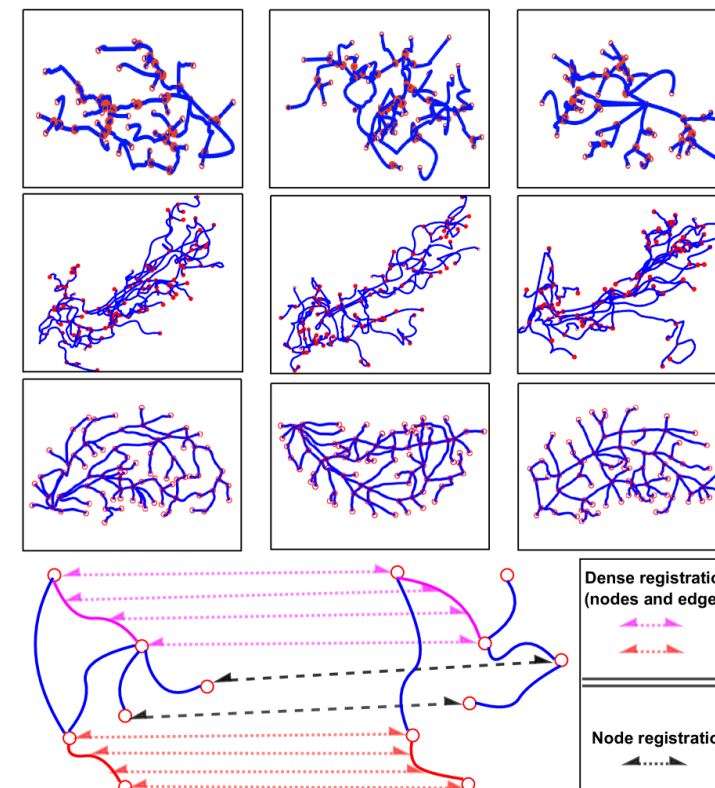 Dense registratio
(nodes and edge
Node registratio